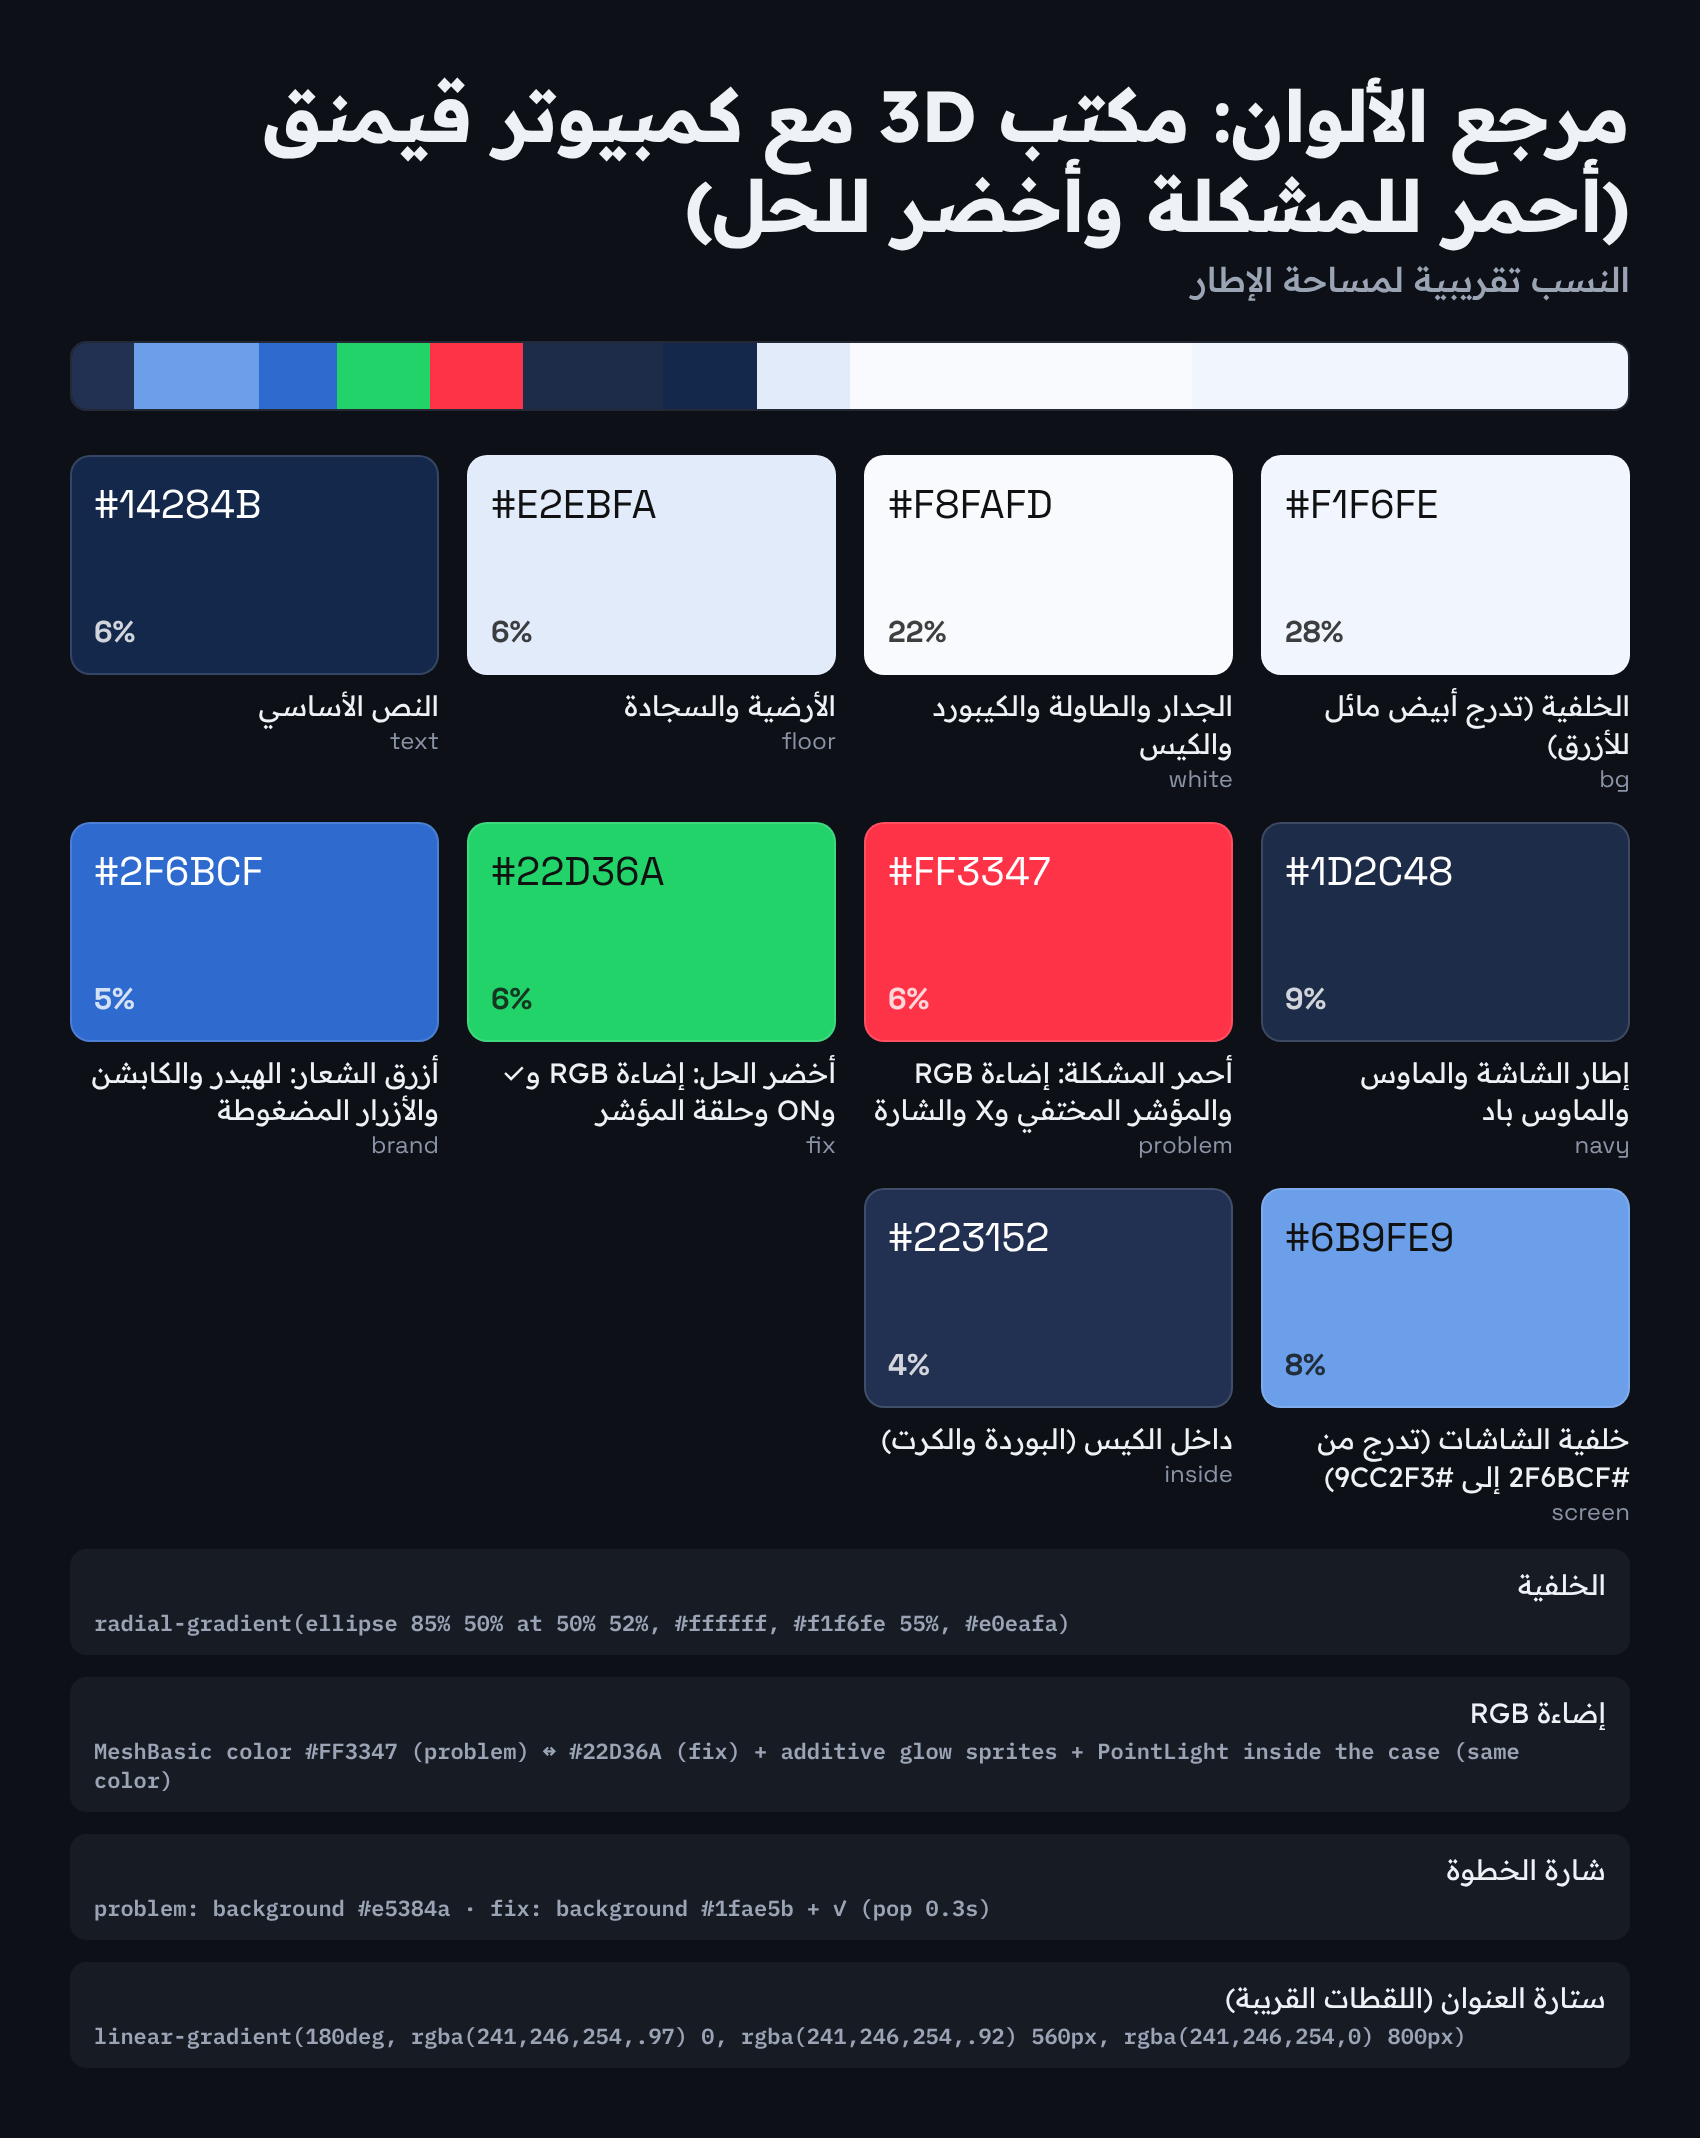 مرجع الألوان: مكتب 3D مع كمبيوتر قيمنق
(أحمر للمشكلة وأخضر للحل)
النسب تقريبية لمساحة الإطار
#F1F6FE
28%
الخلفية (تدرج أبيض مائل
للأزرق)
bg
#F8FAFD
22%
الجدار والطاولة والكيبورد
والكيس
white
#E2EBFA
6%
الأرضية والسجادة
floor
#14284B
6%
النص الأساسي
text
#1D2C48
9%
إطار الشاشة والماوس
والماوس باد
navy
#FF3347
6%
أحمر المشكلة: إضاءة RGB
والمؤشر المختفي وX والشارة
problem
#22D36A
6%
أخضر الحل: إضاءة RGB و✓
وON وحلقة المؤشر
fix
#2F6BCF
5%
أزرق الشعار: الهيدر والكابشن
والأزرار المضغوطة
brand
#6B9FE9
8%
خلفية الشاشات (تدرج من
#2F6BCF إلى #9CC2F3)
screen
#223152
4%
داخل الكيس (البوردة والكرت)
inside
الخلفية
radial-gradient(ellipse 85% 50% at 50% 52%, #ffffff, #f1f6fe 55%, #e0eafa)
إضاءة RGB
MeshBasic color #FF3347 (problem) ↔ #22D36A (fix) + additive glow sprites + PointLight inside the case (same
color)
شارة الخطوة
problem: background #e5384a · fix: background #1fae5b + √ (pop 0.3s)
ستارة العنوان (اللقطات القريبة)
linear-gradient(180deg, rgba(241,246,254,.97) 0, rgba(241,246,254,.92) 560px, rgba(241,246,254,0) 800px)